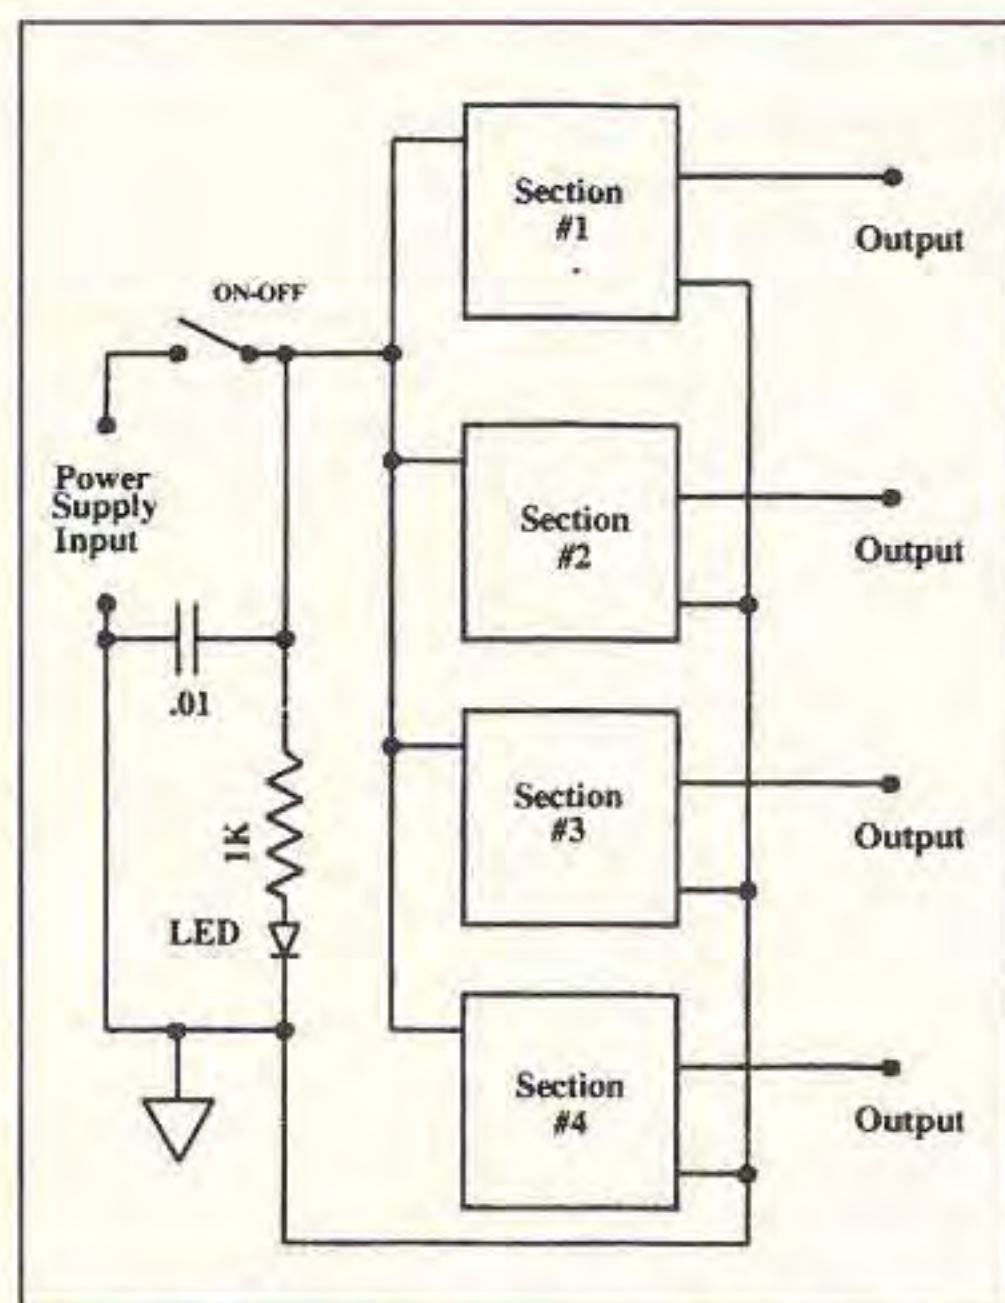 Section
#1
Output
ON-OFF
Power
Supply
Input
Section
#2
Output
.01
Section
#3
Output
1K
LED
Section
#4
Output